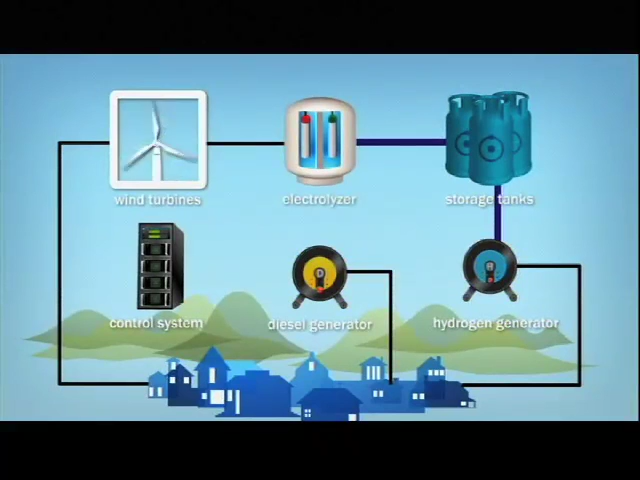 wind turbines
electrolyzer
storage tanks
control system
diesel generator
hydrogen generator
D
H